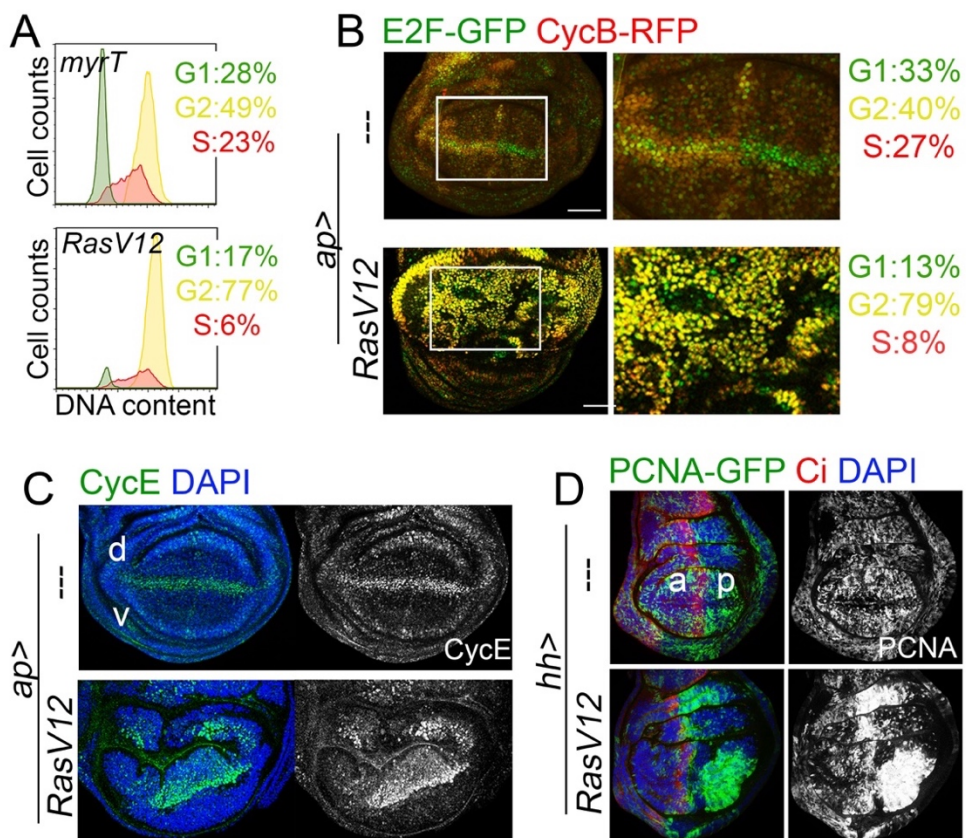 A
myrT
G1:28%
G2:49%
S:23%
Cell counts
RasV12
G1:17%
G2:77%
S:6%
Cell counts
DNA content
B
E2F-GFP CycB-RFP
ap>
---
G1:33%
G2:40%
S:27%
RasV12
G1:13%
G2:79%
S:8%
C
CycE DAPI
ap>
---
d
v
CycE
RasV12
D
PCNA-GFP Ci DAPI
hh>
---
a p
PCNA
RasV12